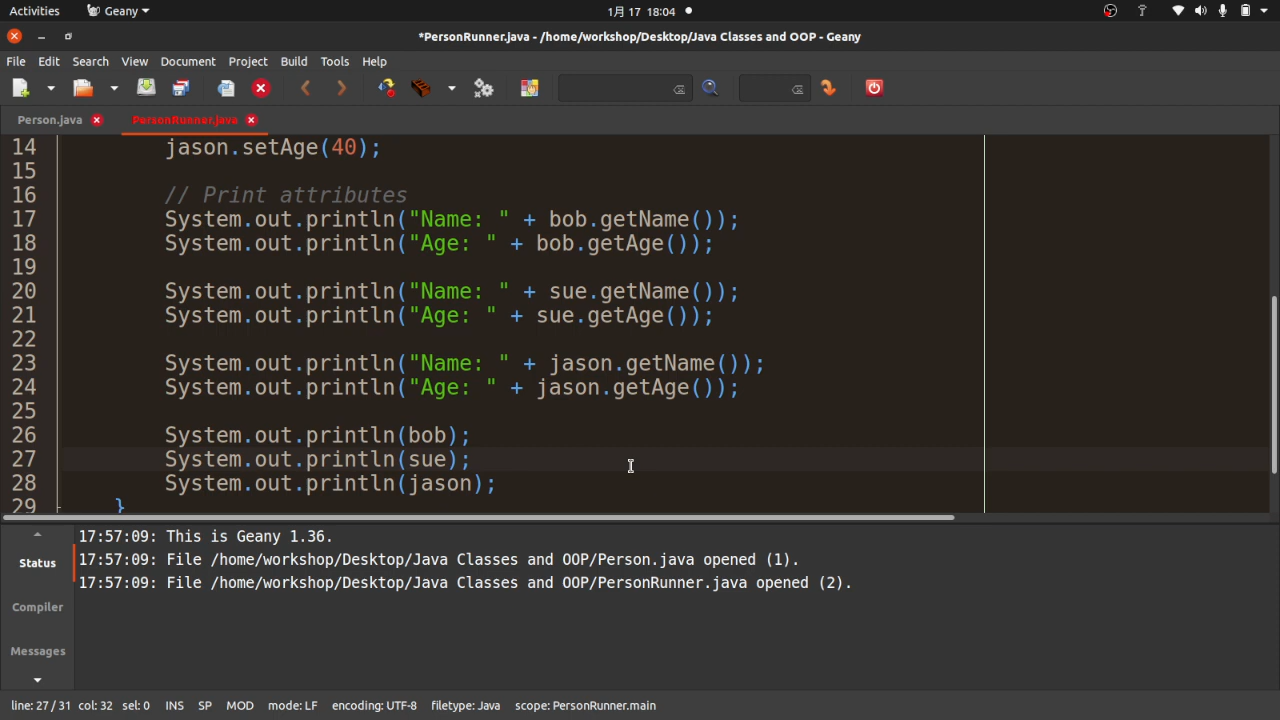 Activities Geany 1月 17 18:04
*PersonRunner.java - /home/workshop/Desktop/Java Classes and OOP - Geany
File Edit Search View Document Project Build Tools Help
Person.java PersonRunner.java
14 jason.setAge(40);
15
16 // Print attributes
17 System.out.println("Name: " + bob.getName());
18 System.out.println("Age: " + bob.getAge());
19
20 System.out.println("Name: " + sue.getName());
21 System.out.println("Age: " + sue.getAge());
22
23 System.out.println("Name: " + jason.getName());
24 System.out.println("Age: " + jason.getAge());
25
26 System.out.println(bob);
27 System.out.println(sue);
28 System.out.println(jason);
29 }
Status
Compiler
Messages
17:57:09: This is Geany 1.36.
17:57:09: File /home/workshop/Desktop/Java Classes and OOP/Person.java opened (1).
17:57:09: File /home/workshop/Desktop/Java Classes and OOP/PersonRunner.java opened (2).
line: 27 / 31 col: 32 sel: 0 INS SP MOD mode: LF encoding: UTF-8 filetype: Java scope: PersonRunner.main